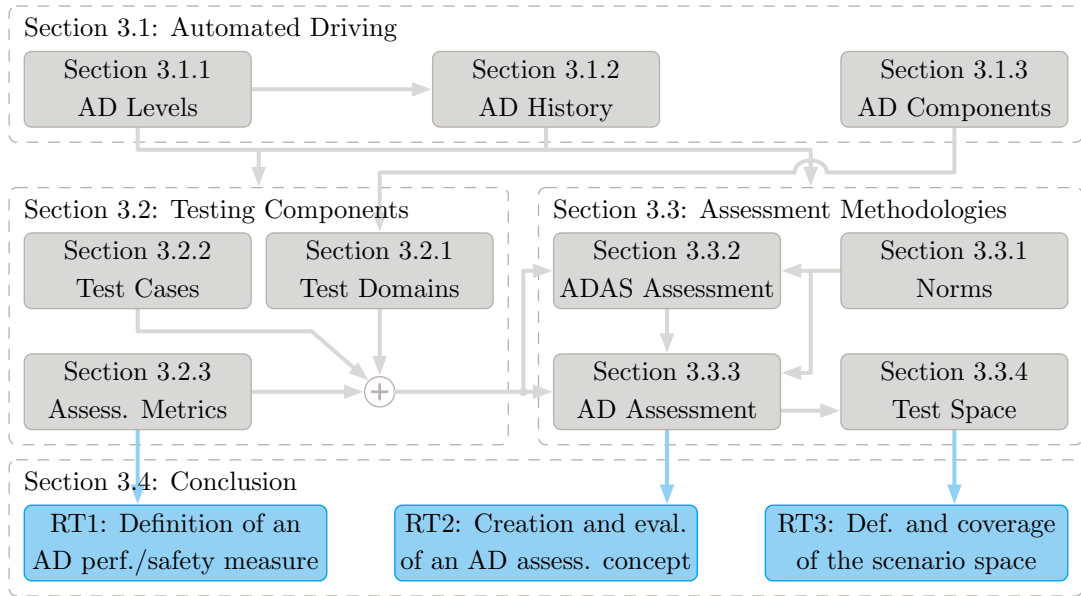 Section 3.1: Automated Driving
Section 3.1.1
AD Levels
Section 3.1.2
AD History
Section 3.1.3
AD Components
Section 3.2: Testing Components
Section 3.2.2
Test Cases
Section 3.2.1
Test Domains
Section 3.2.3
Assess. Metrics
+
Section 3.3: Assessment Methodologies
Section 3.3.2
ADAS Assessment
Section 3.3.1
Norms
Section 3.3.3
AD Assessment
Section 3.3.4
Test Space
Section 3.4: Conclusion
RT1: Definition of an
AD perf./safety measure
RT2: Creation and eval.
of an AD assess. concept
RT3: Def. and coverage
of the scenario space